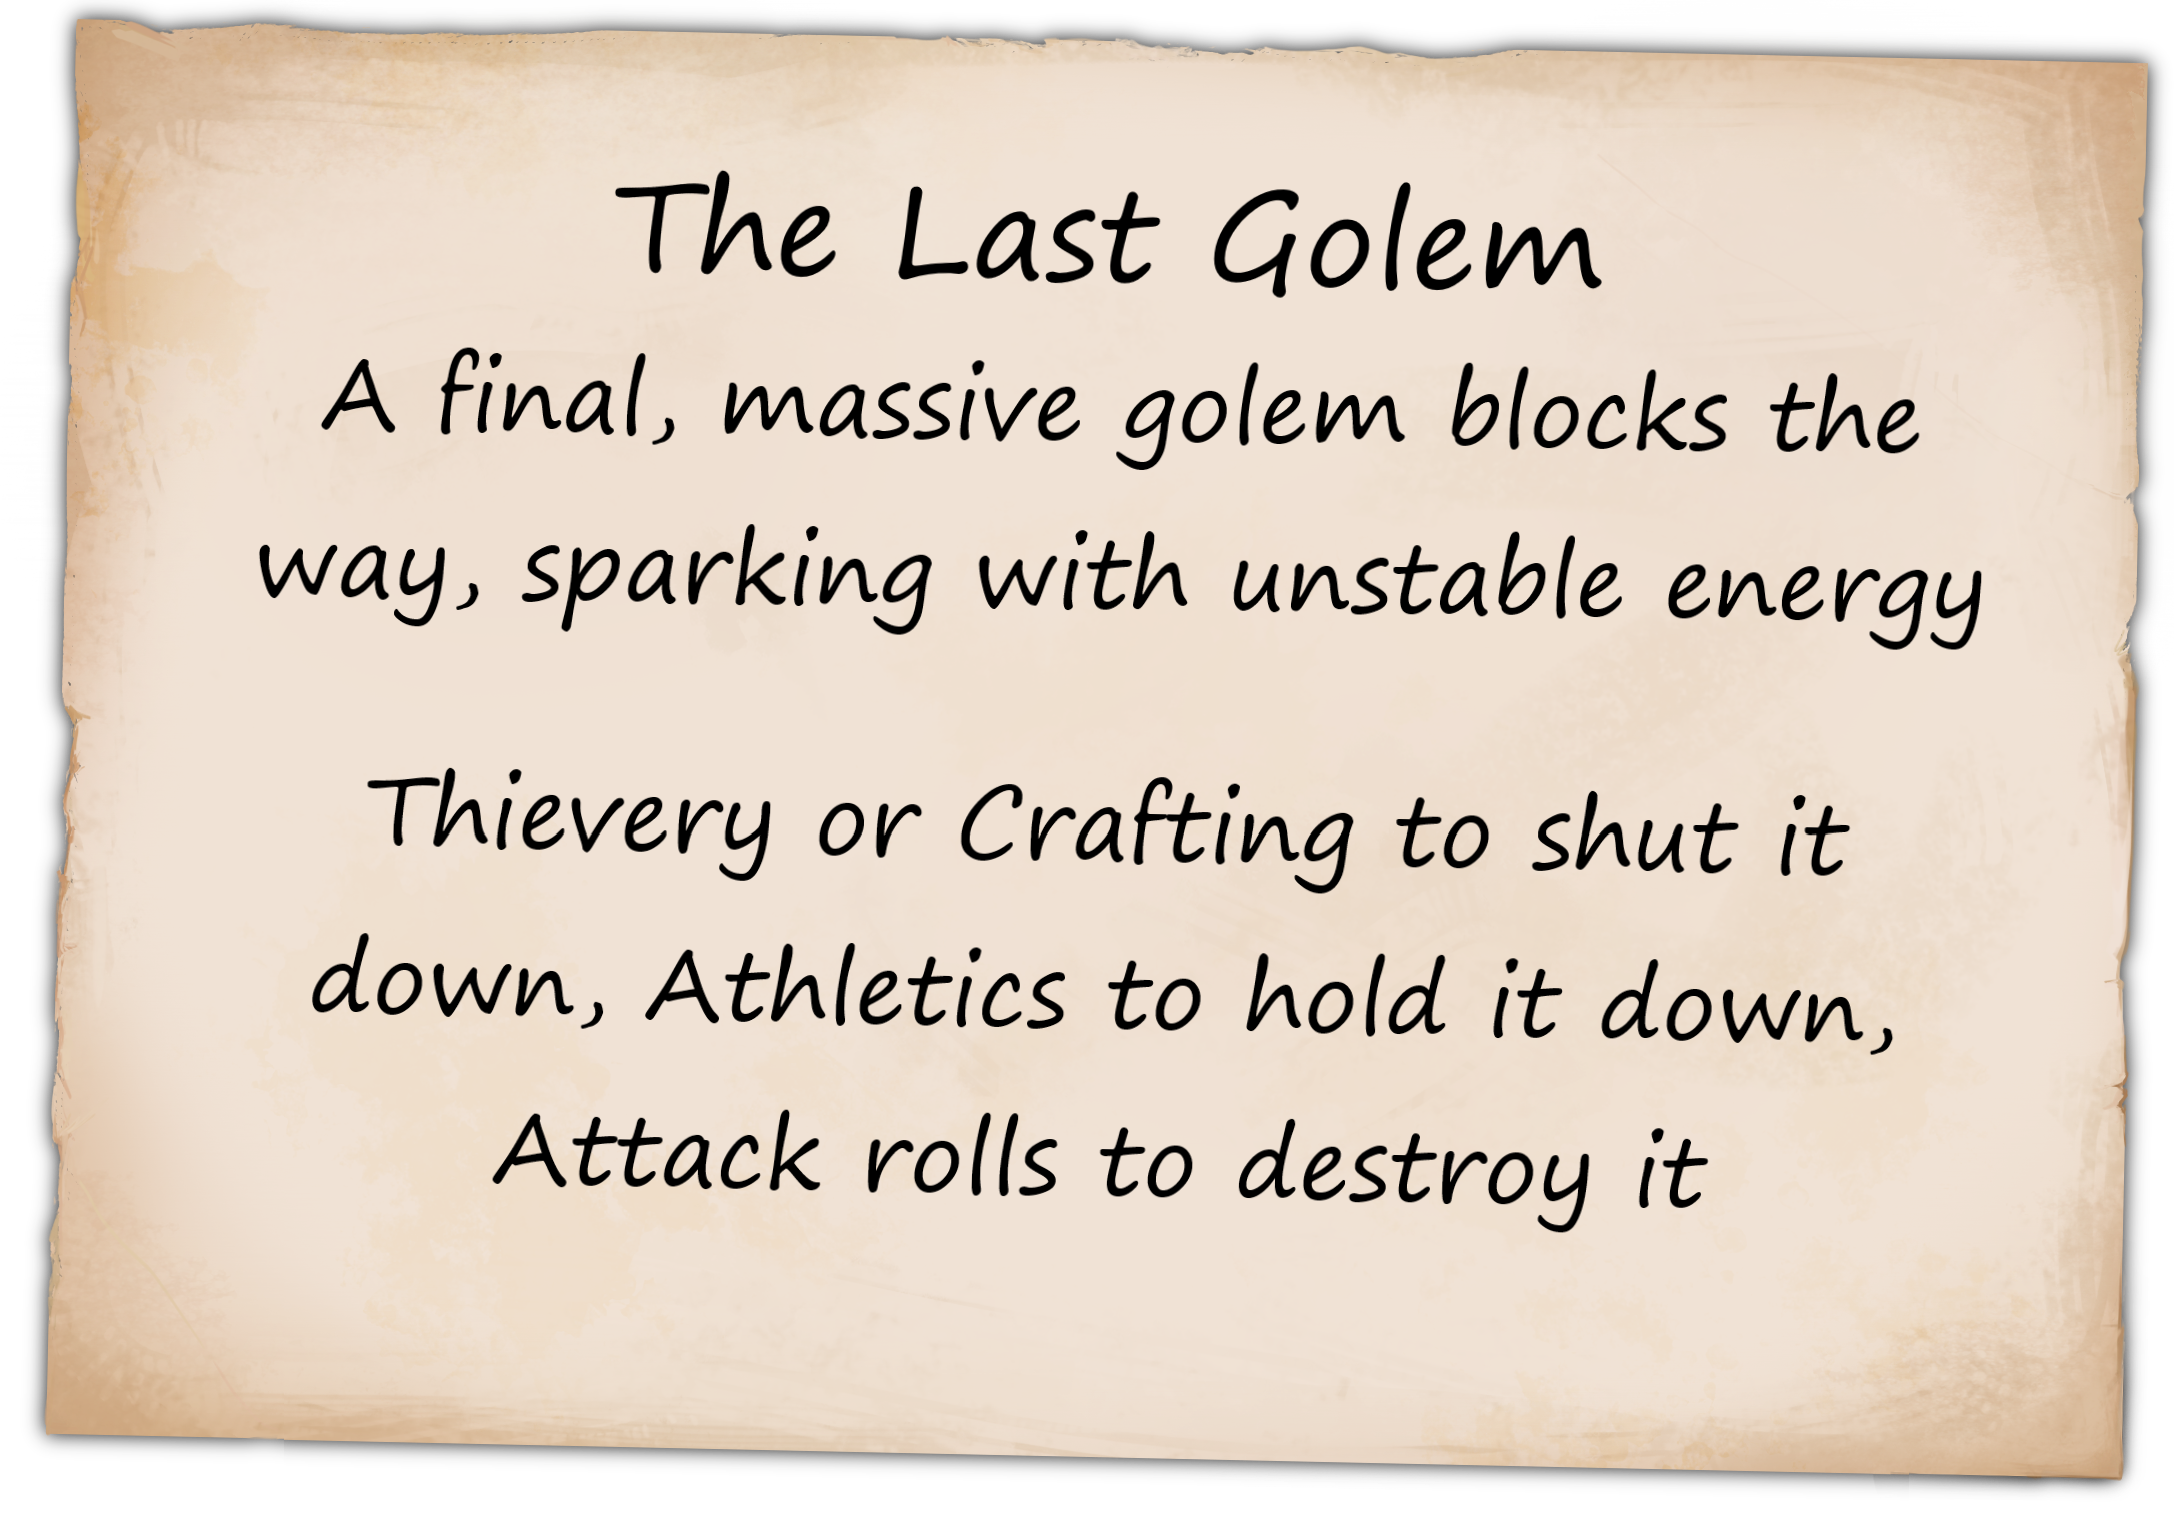 The Last Golem
A final, massive golem blocks the
way, sparking with unstable energy
Thievery or Crafting to shut it
down, Athletics to hold it down,
Attack rolls to destroy it